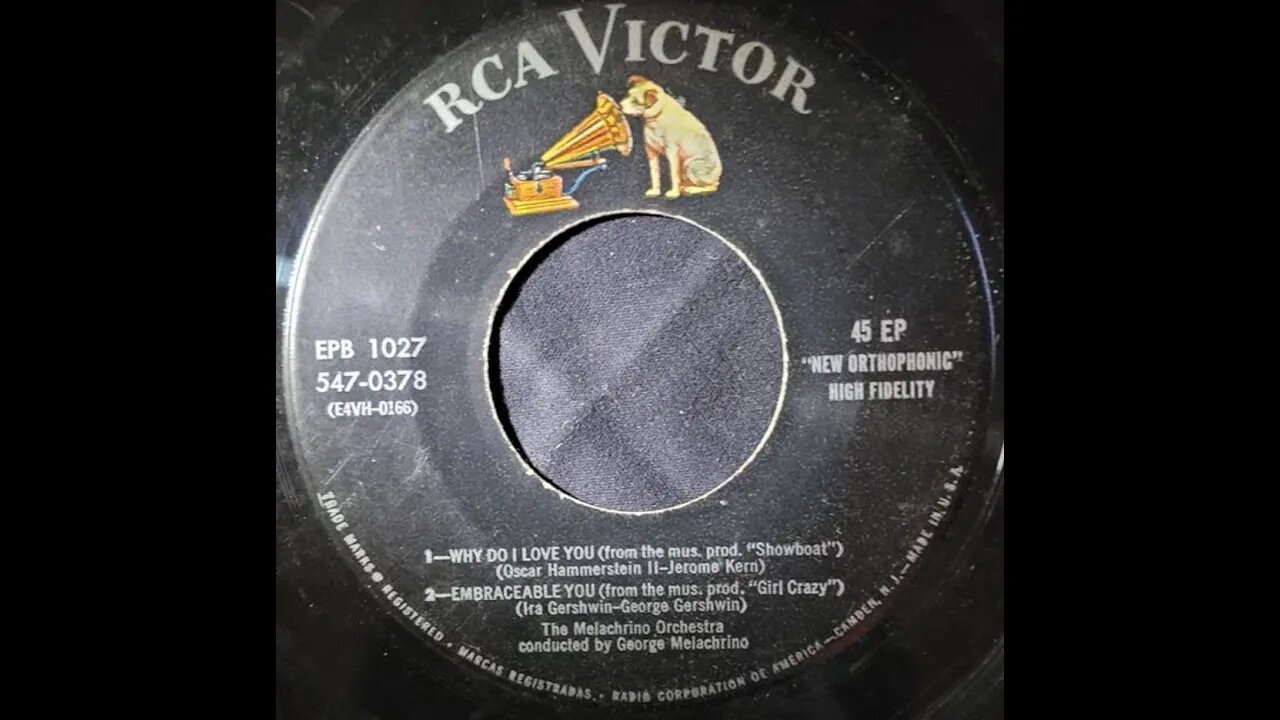 RCA VICTOR
EPB 1027
547-0378
(E4VH-0166)
45 EP
"NEW ORTHOPHONIC"
HIGH FIDELITY
1—WHY DO I LOVE YOU (from the mus. prod. "Showboat")
(Oscar Hammerstein II-Jerome Kern)
2—EMBRACEABLE YOU (from the mus. prod. "Girl Crazy")
(Ira Gershwin-George Gershwin)
The Melachrino Orchestra
conducted by George Melachrino
TRADE MARKS ® REGISTERED • MARCAS REGISTRADAS • RADIO CORPORATION OF AMERICA—CAMDEN, N. J.—MADE IN U. S. A.